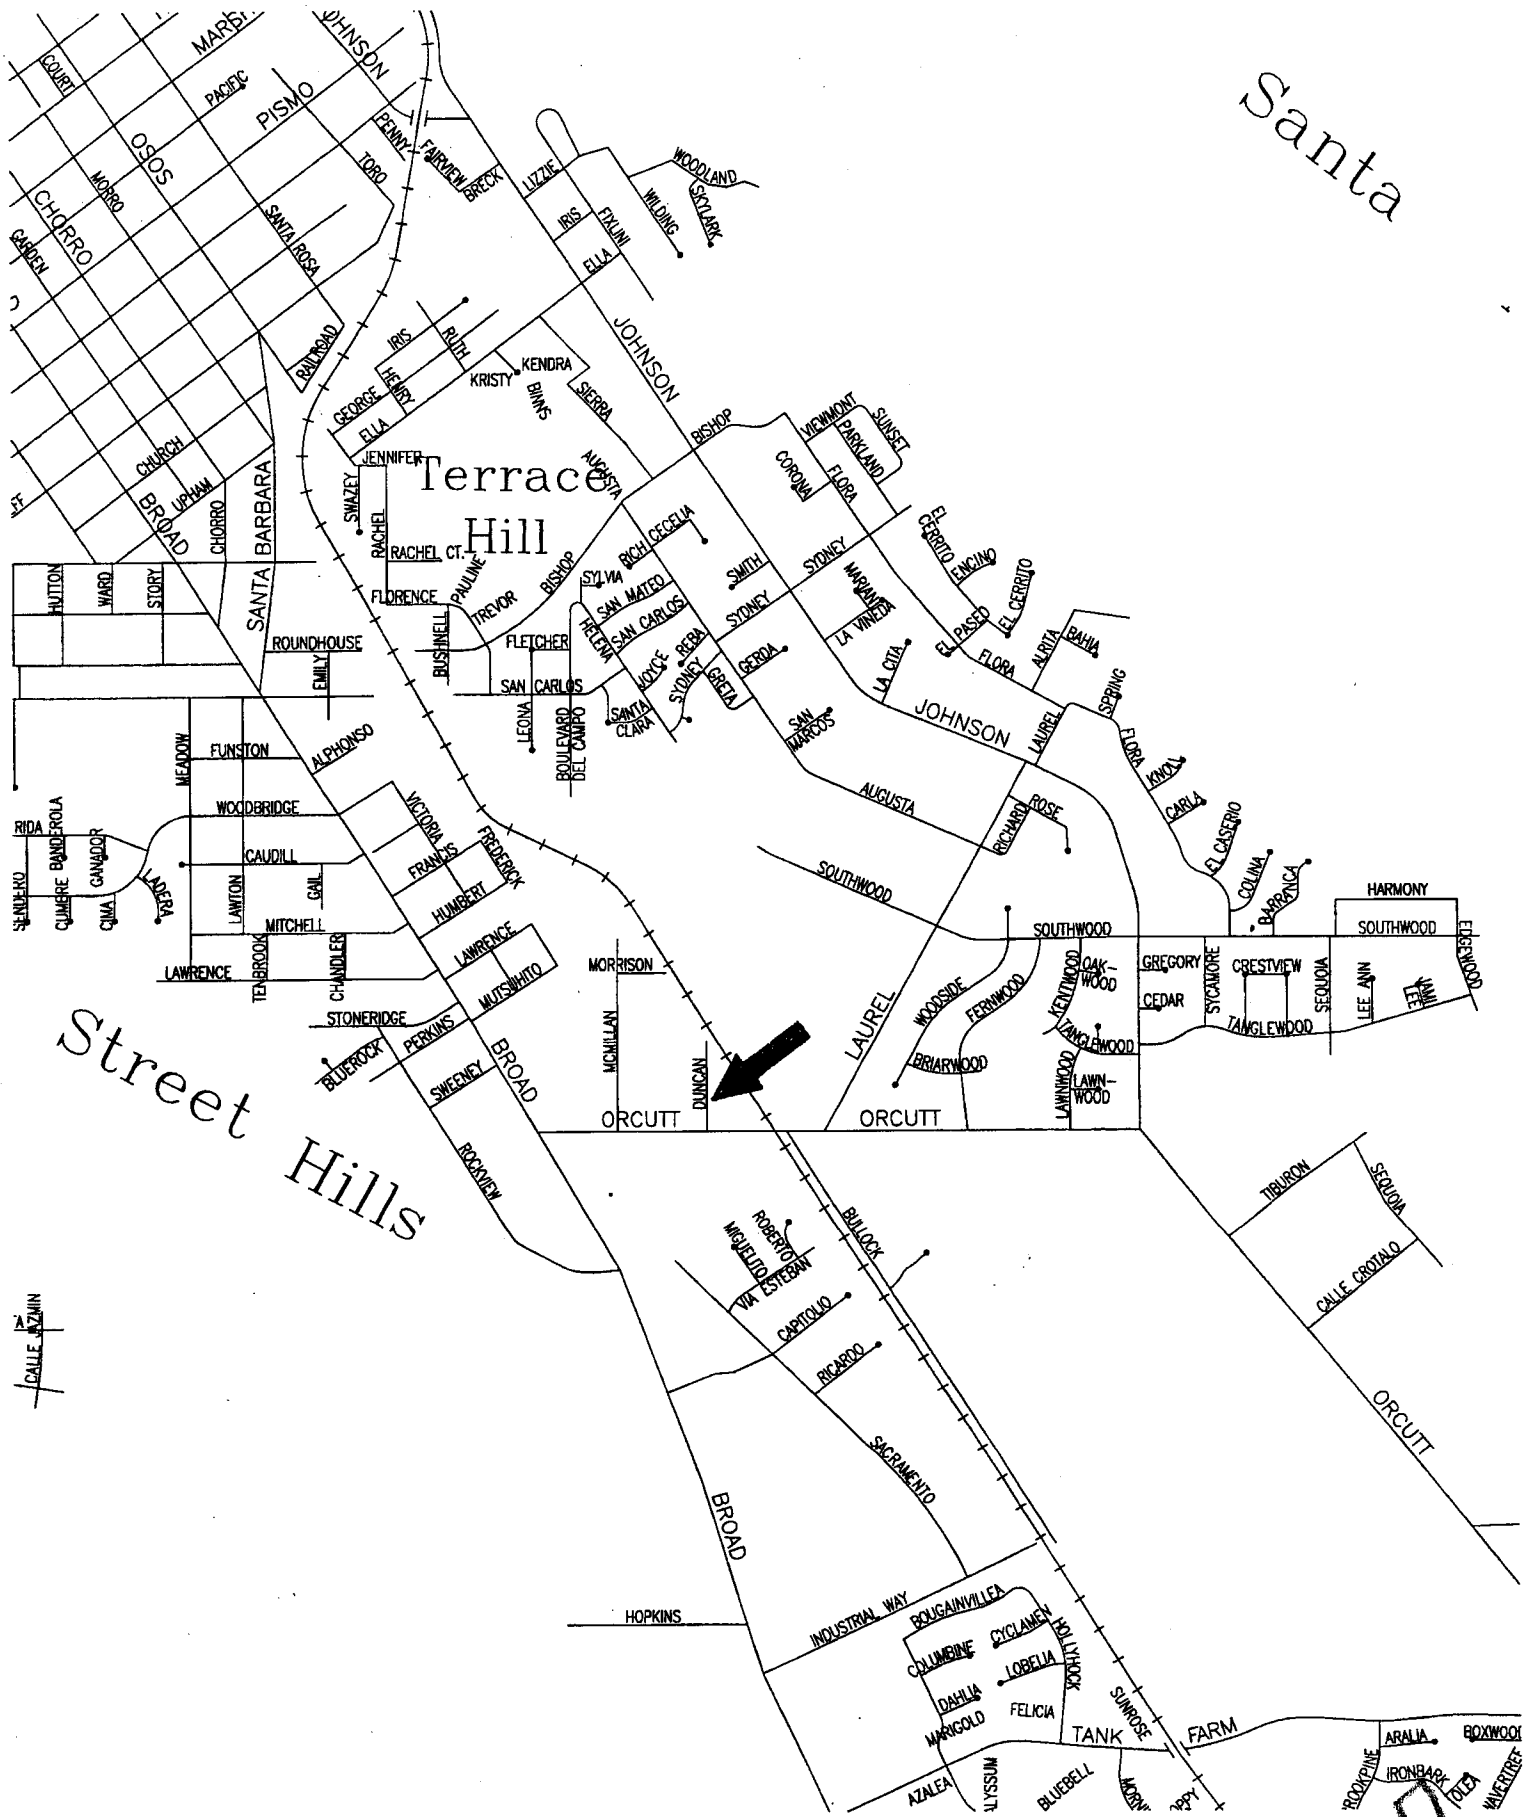 MARSH
JOHNSON
COURT
PACIFIC
PISMO
Santa
PENNY
FAIRVIEW
BRECK
OSOS
TORO
LIZZIE
WOODLAND
SKYLARK
WILDING
MORRO
CHORRO
GARDEN
SANTA ROSA
IRIS
FIXLINI
ELLA
RAILROAD
IRIS
RUTH
JOHNSON
KENDRA
KRISTY
BINNS
SIERRA
GEORGE
HENRY
ELLA
BISHOP
VIEWMONT
SUNSET
PARKLAND
CHURCH
JENNIFER
Terrace
Hill
AUGUSTA
CORONA
FLORA
UPHAM
BROAD
CHORRO
SANTA BARBARA
SWAZEY
RACHEL
RACHEL CT.
RICH
CECELIA
EL
CERRITO
ENCINO
EL CERRITO
SYDNEY
SMITH
HUTTON
WARD
STORY
SANTA
FLORENCE
PAULINE
TREVOR
BISHOP
SYLVIA
SAN MATEO
SAN CARLOS
MARIANTA
LA VINEDA
SYDNEY
EL PASEO
ROUNDHOUSE
EMILY
BUSHNELL
FLETCHER
HELENA
REBA
JOYCE
GERDA
GRETA
SYDNEY
LA CITA
FLORA
ALRITA
BAHIA
SPRING
SAN CARLOS
LEONA
BOULEVARD
DEL CAMPO
SANTA
CLARA
SAN
MARCOS
JOHNSON
LAUREL
FLORA
KNOLL
CARLA
EL CASERIO
MEADOW
FUNSTON
ALPHONSO
AUGUSTA
WOODBRIDGE
VICTORIA
RICHARD
ROSE
RIDA
BANDEROLA
GANADOR
FRANCIS
FREDERICK
CAUDILL
SOUTHWOOD
COLINA
BARRANCA
HARMONY
SENDERO
CUMBRE
CIMA
LADERA
LAWTON
GAIL
HUMBERT
MITCHELL
SOUTHWOOD
SOUTHWOOD
EDGEWOOD
LAWRENCE
TENBROOK
CHANDLER
LAWRENCE
MUTSUHITO
MORRISON
WOODSIDE
FERNWOOD
KENTWOOD
OAK-
WOOD
GREGORY
SYCAMORE
CRESTVIEW
SEQUOIA
LEE ANN
JAMI
LEE
CEDAR
TANGLEWOOD
TANGLEWOOD
STONERIDGE
PERKINS
BLUEROCK
BROAD
MCMILLAN
DUNCAN
LAUREL
BRIARWOOD
LAWNWOOD
LAWN-
WOOD
SWEENEY
ORCUTT
ORCUTT
Street Hills
ROCKVIEW
TIBURON
SEQUOIA
CALLE CROTALO
ROBERTO
MIGUELITO
VIA ESTEBAN
BULLOCK
CAPITOLIO
RICARDO
CALLE JAZMIN
ORCUTT
SACRAMENTO
BROAD
HOPKINS
INDUSTRIAL WAY
BOUGAINVILLEA
CYCLAMEN
HOLLYHOCK
COLUMBINE
LOBELIA
DAHLIA
MARIGOLD
FELICIA
SUNROSE
TANK
FARM
AZALEA
ALYSSUM
BLUEBELL
ARALIA
BOXWOOD
IRONBARK
OLEA